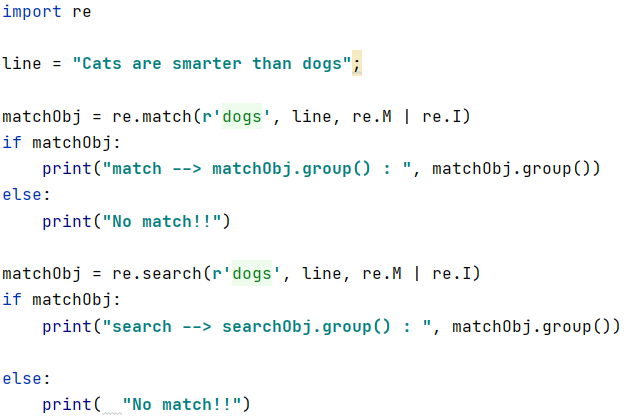 import re

line = "Cats are smarter than dogs";

matchObj = re.match(r'dogs', line, re.M | re.I)
if matchObj:
    print("match --> matchObj.group() : ", matchObj.group())
else:
    print("No match!!")

matchObj = re.search(r'dogs', line, re.M | re.I)
if matchObj:
    print("search --> searchObj.group() : ", matchObj.group())

else:
    print(  "No match!!")